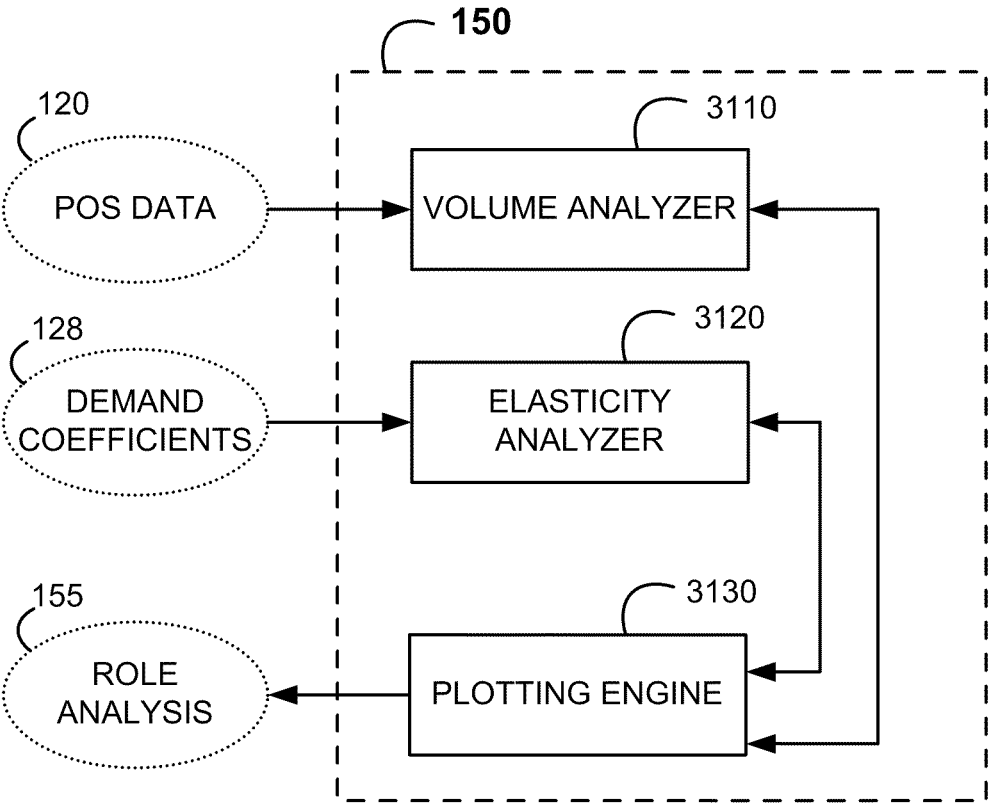 150
120
3110
POS DATA
VOLUME ANALYZER
128
3120
DEMAND
COEFFICIENTS
ELASTICITY
ANALYZER
155
3130
ROLE
ANALYSIS
PLOTTING ENGINE